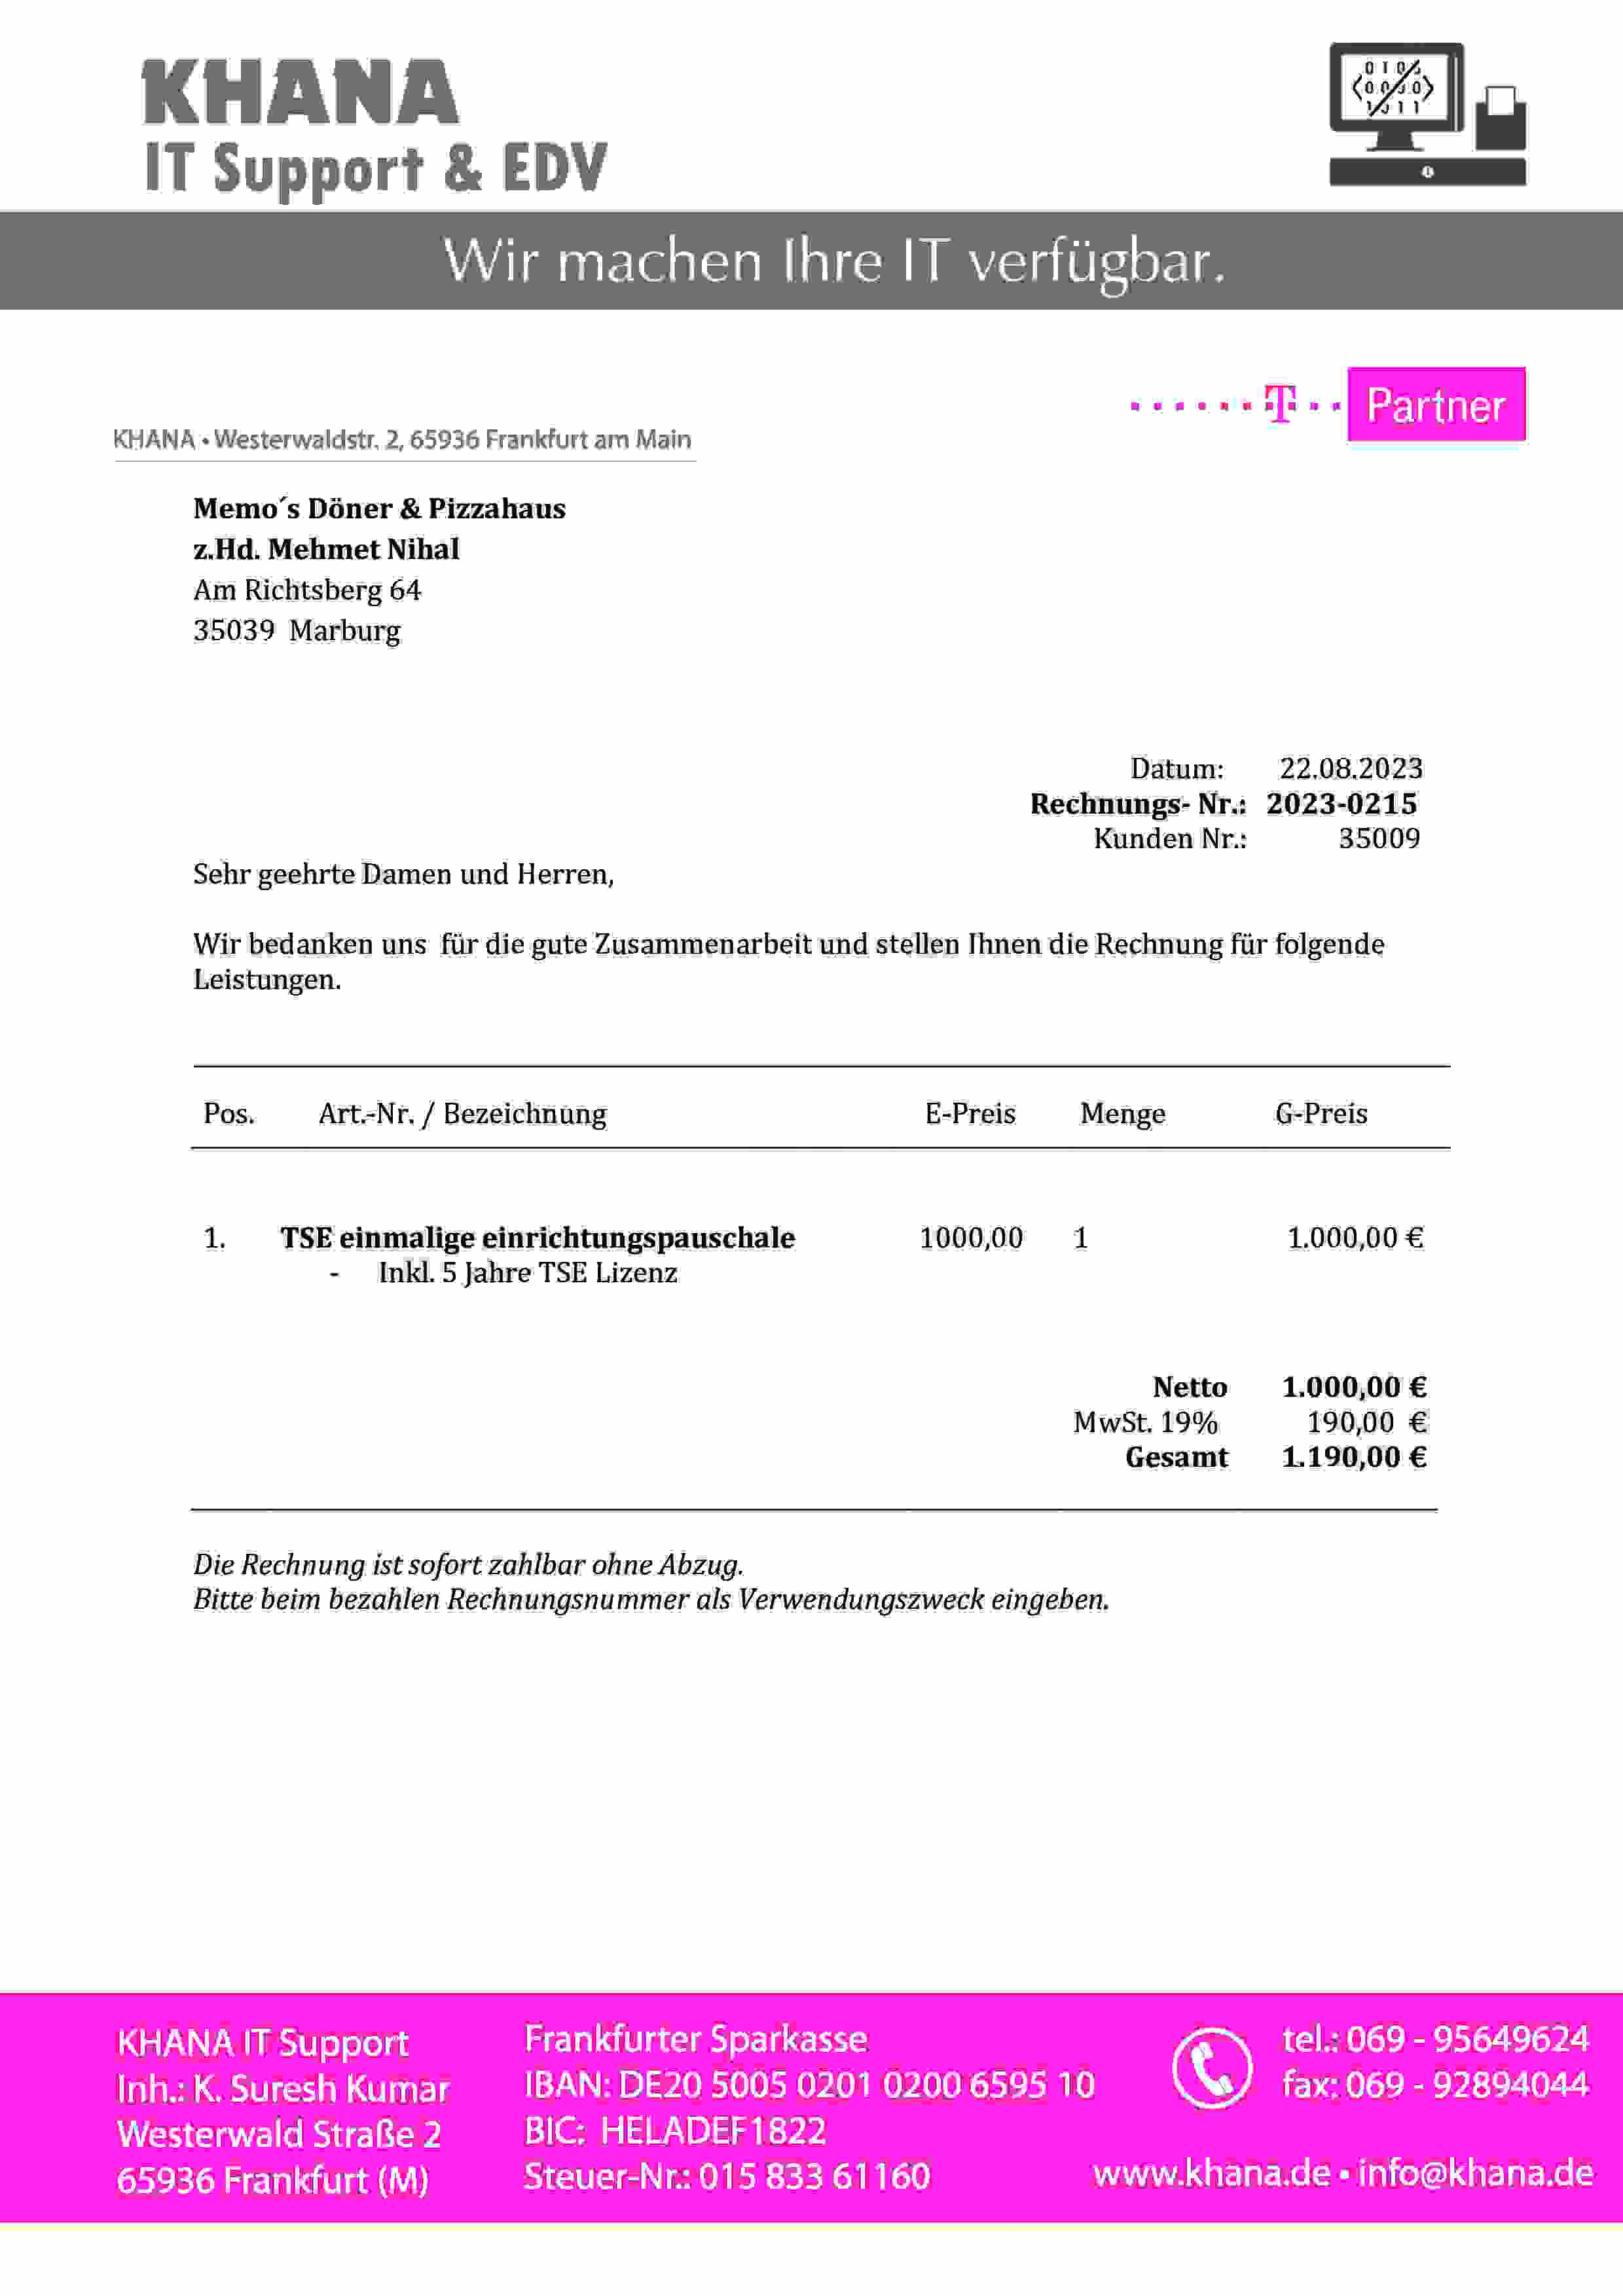 KHANA
IT Support & EDV
Wir machen Ihre IT verfügbar.
T Partner
KHANA • Westerwaldstr. 2, 65936 Frankfurt am Main
Memo´s Döner & Pizzahaus
z.Hd. Mehmet Nihal
Am Richtsberg 64
35039 Marburg
Datum: 22.08.2023
Rechnungs- Nr.: 2023-0215
Kunden Nr.: 35009
Sehr geehrte Damen und Herren,
Wir bedanken uns für die gute Zusammenarbeit und stellen Ihnen die Rechnung für folgende
Leistungen.
Pos. Art.-Nr. / Bezeichnung E-Preis Menge G-Preis
1. TSE einmalige einrichtungspauschale 1000,00 1 1.000,00 €
- Inkl. 5 Jahre TSE Lizenz
Netto 1.000,00 €
MwSt. 19% 190,00 €
Gesamt 1.190,00 €
Die Rechnung ist sofort zahlbar ohne Abzug.
Bitte beim bezahlen Rechnungsnummer als Verwendungszweck eingeben.
KHANA IT Support
Inh.: K. Suresh Kumar
Westerwald Straße 2
65936 Frankfurt (M)
Frankfurter Sparkasse
IBAN: DE20 5005 0201 0200 6595 10
BIC: HELADEF1822
Steuer-Nr.: 015 833 61160
tel.: 069 - 95649624
fax: 069 - 92894044
www.khana.de • info@khana.de